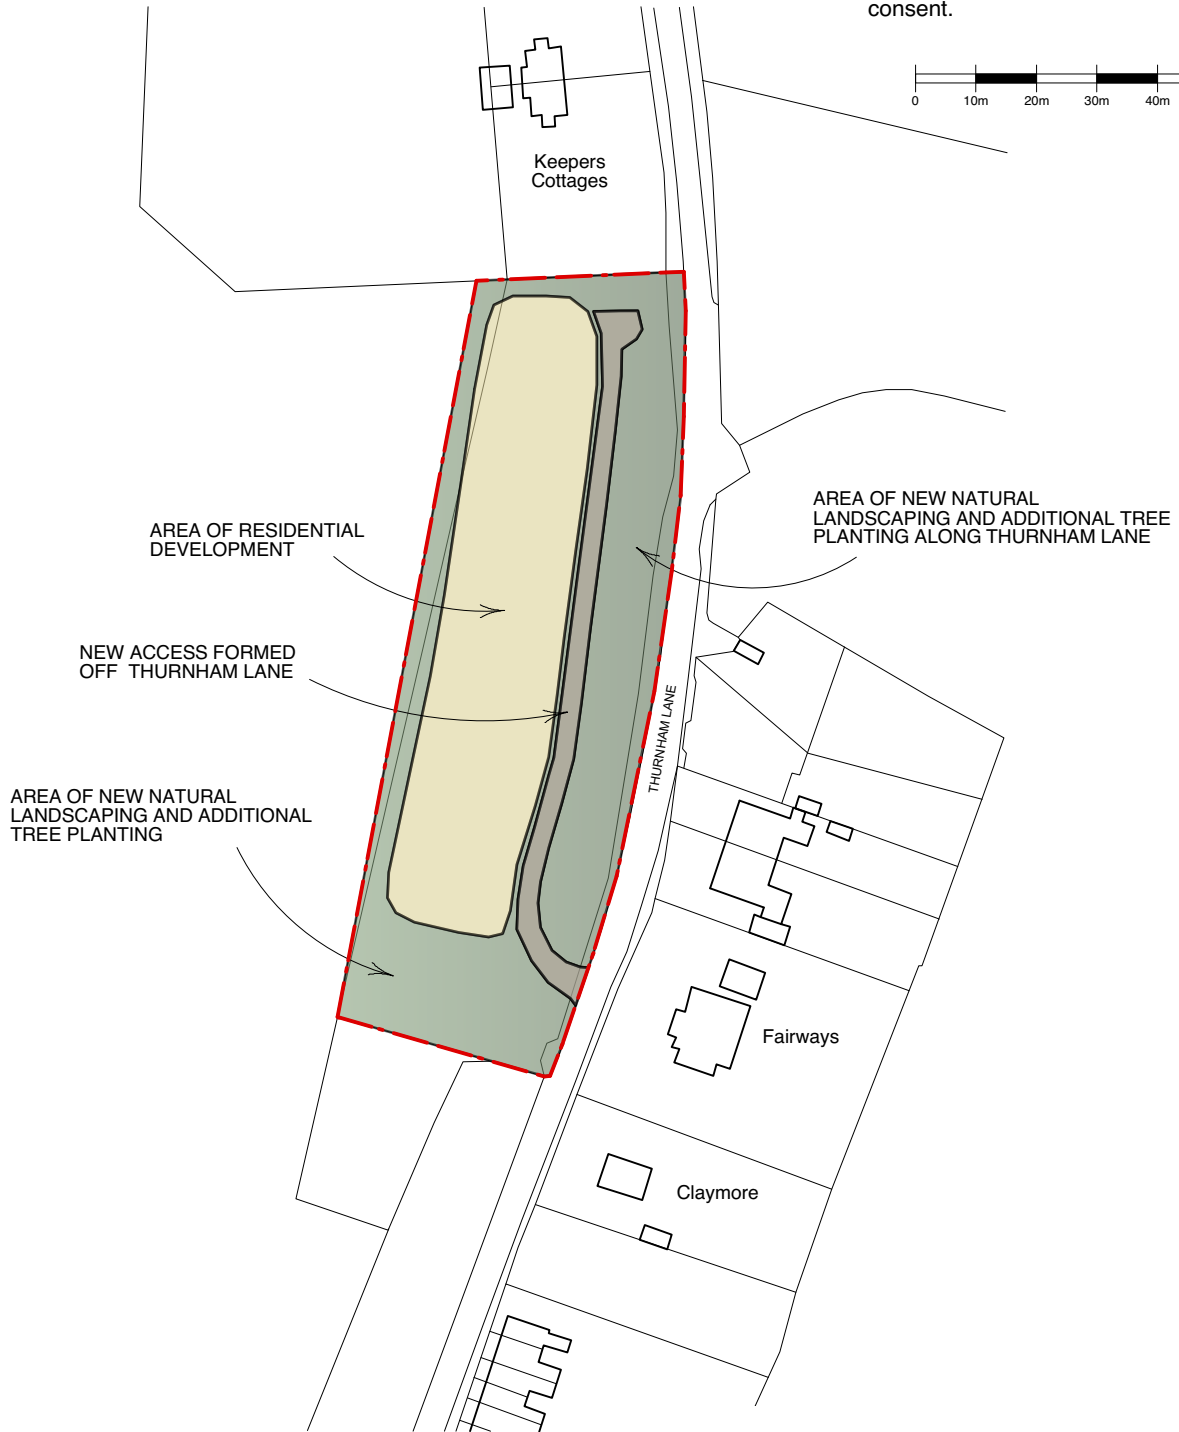 consent.
0 10m 20m 30m 40m
Keepers
Cottages
AREA OF NEW NATURAL
LANDSCAPING AND ADDITIONAL TREE
PLANTING ALONG THURNHAM LANE
AREA OF RESIDENTIAL
DEVELOPMENT
NEW ACCESS FORMED
OFF THURNHAM LANE
THURNHAM LANE
AREA OF NEW NATURAL
LANDSCAPING AND ADDITIONAL
TREE PLANTING
Fairways
Claymore